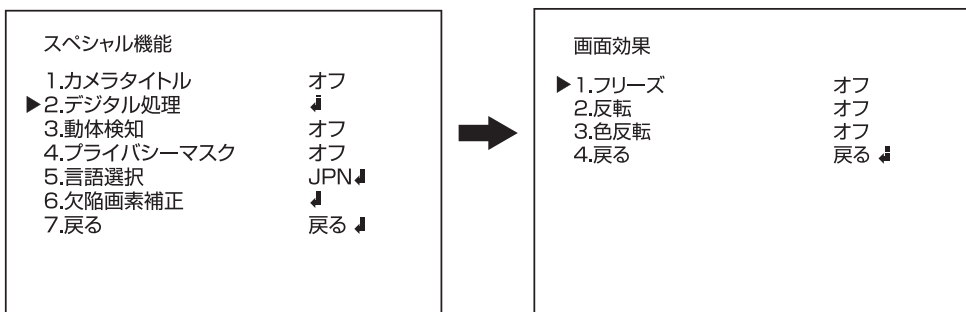 スペシャル機能
1.カメラタイトル オフ
▶2.デジタル処理 ↲
3.動体検知 オフ
4.プライバシーマスク オフ
5.言語選択 JPN↲
6.欠陥画素補正 ↲
7.戻る 戻る ↲
画面効果
▶1.フリーズ オフ
2.反転 オフ
3.色反転 オフ
4.戻る 戻る ↲